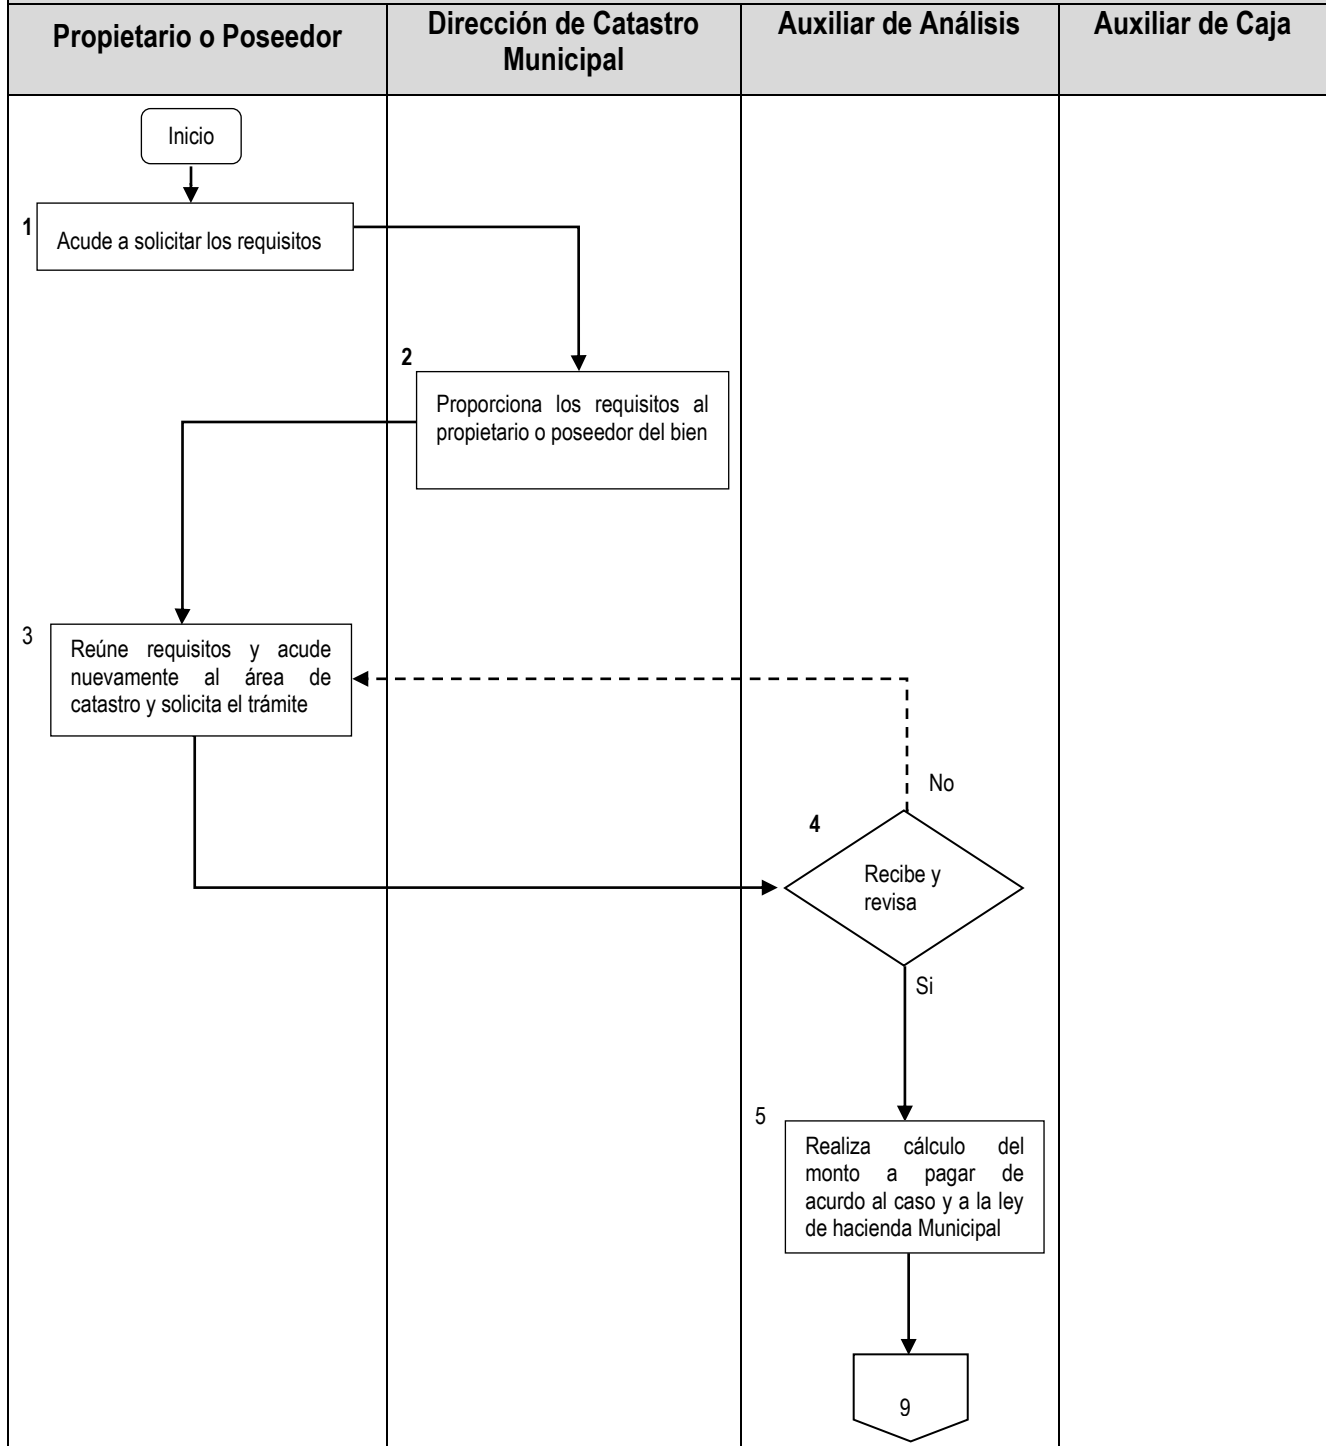 Propietario o Poseedor
Dirección de Catastro
Municipal
Auxiliar de Análisis
Auxiliar de Caja
Inicio
1
Acude a solicitar los requisitos
2
Proporciona los requisitos al
propietario o poseedor del bien
3
Reúne requisitos y acude
nuevamente al área de
catastro y solicita el trámite
No
4
Recibe y
revisa
Si
5
Realiza cálculo del
monto a pagar de
acurdo al caso y a la ley
de hacienda Municipal
9